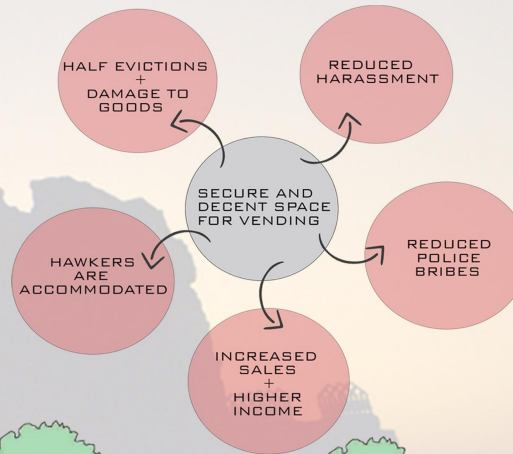 HALF EVICTIONS
+
DAMAGE TO
GOODS
REDUCED
HARASSMENT
SECURE AND
DECENT SPACE
FOR VENDING
HAWKERS
ARE
ACCOMMODATED
REDUCED
POLICE
BRIBES
INCREASED
SALES
+
HIGHER
INCOME